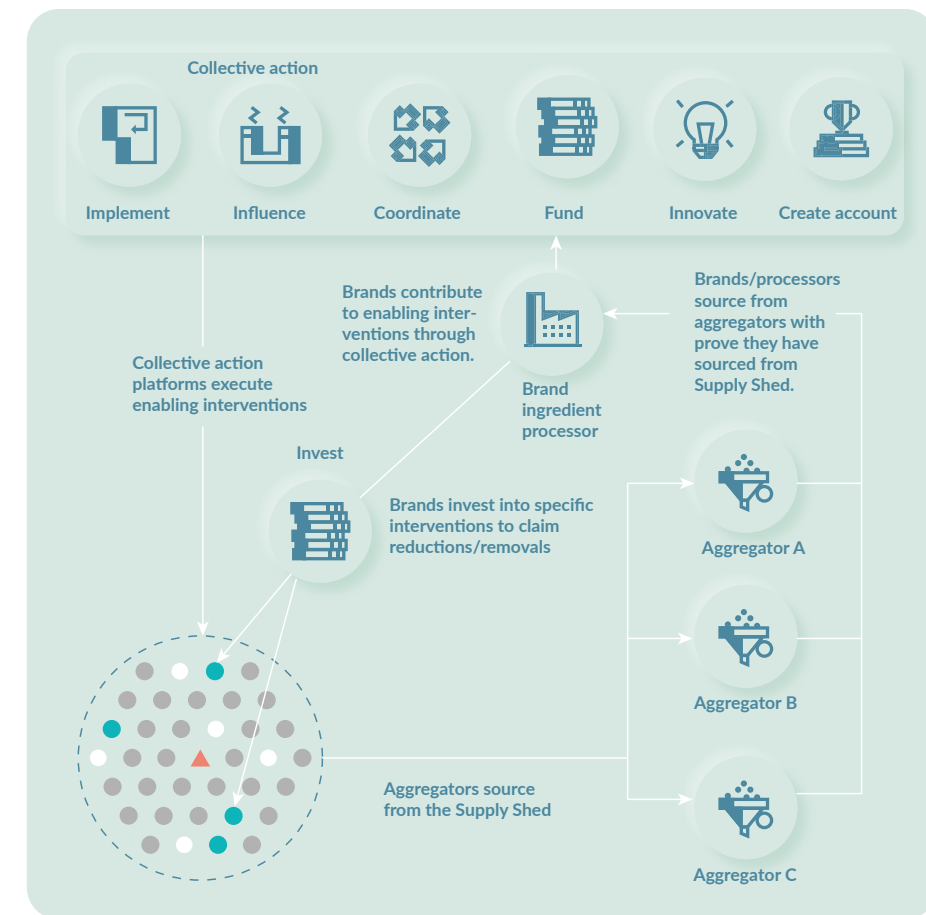 Collective action
Implement
Influence
Coordinate
Fund
Innovate
Create account
Brands contribute
to enabling inter-
ventions through
collective action.
Brands/processors
source from
aggregators with
prove they have
sourced from
Supply Shed.
Collective action
platforms execute
enabling interventions
Brand
ingredient
processor
Invest
Brands invest into specific
interventions to claim
reductions/removals
Aggregator A
Aggregator B
Aggregators source
from the Supply Shed
Aggregator C